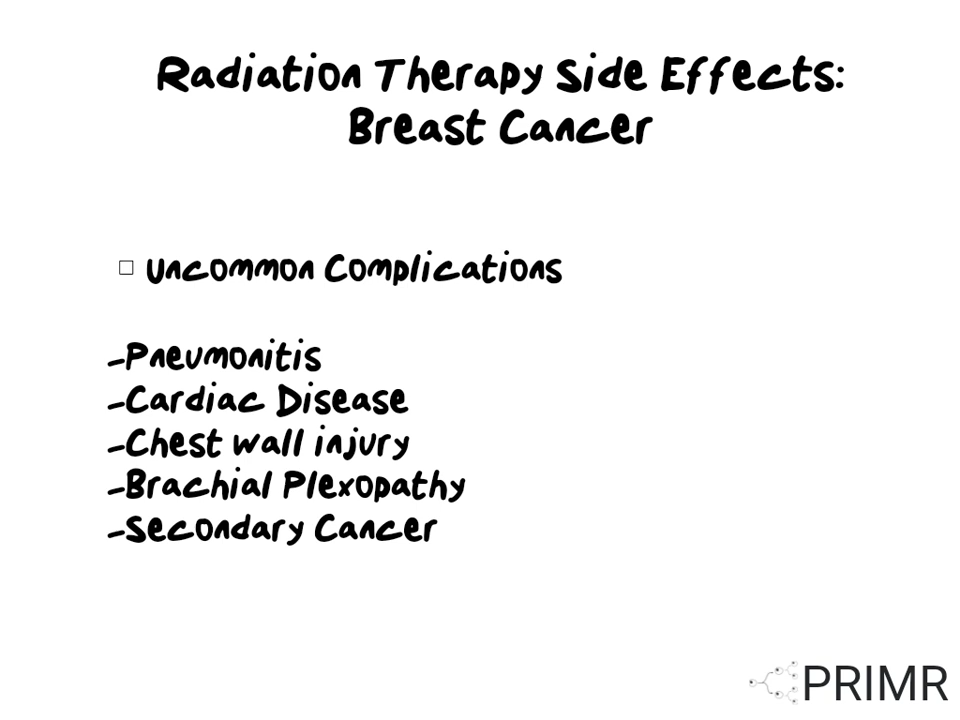 Radiation Therapy Side Effects:
Breast Cancer
□ Uncommon Complications
-Pneumonitis
-Cardiac Disease
-Chest wall injury
-Brachial Plexopathy
-Secondary Cancer
PRIMR